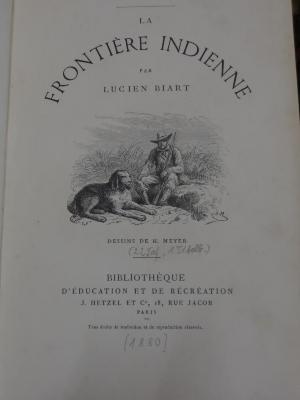 LA
FRONTIÈRE INDIENNE
PAR
LUCIEN BIART
DESSINS DE H. MEYER
BIBLIOTHÈQUE
D'ÉDUCATION ET DE RÉCRÉATION
J. HETZEL ET Cie, 18, RUE JACOB
PARIS
Tous droits de traduction et de reproduction réservés.
(1880)